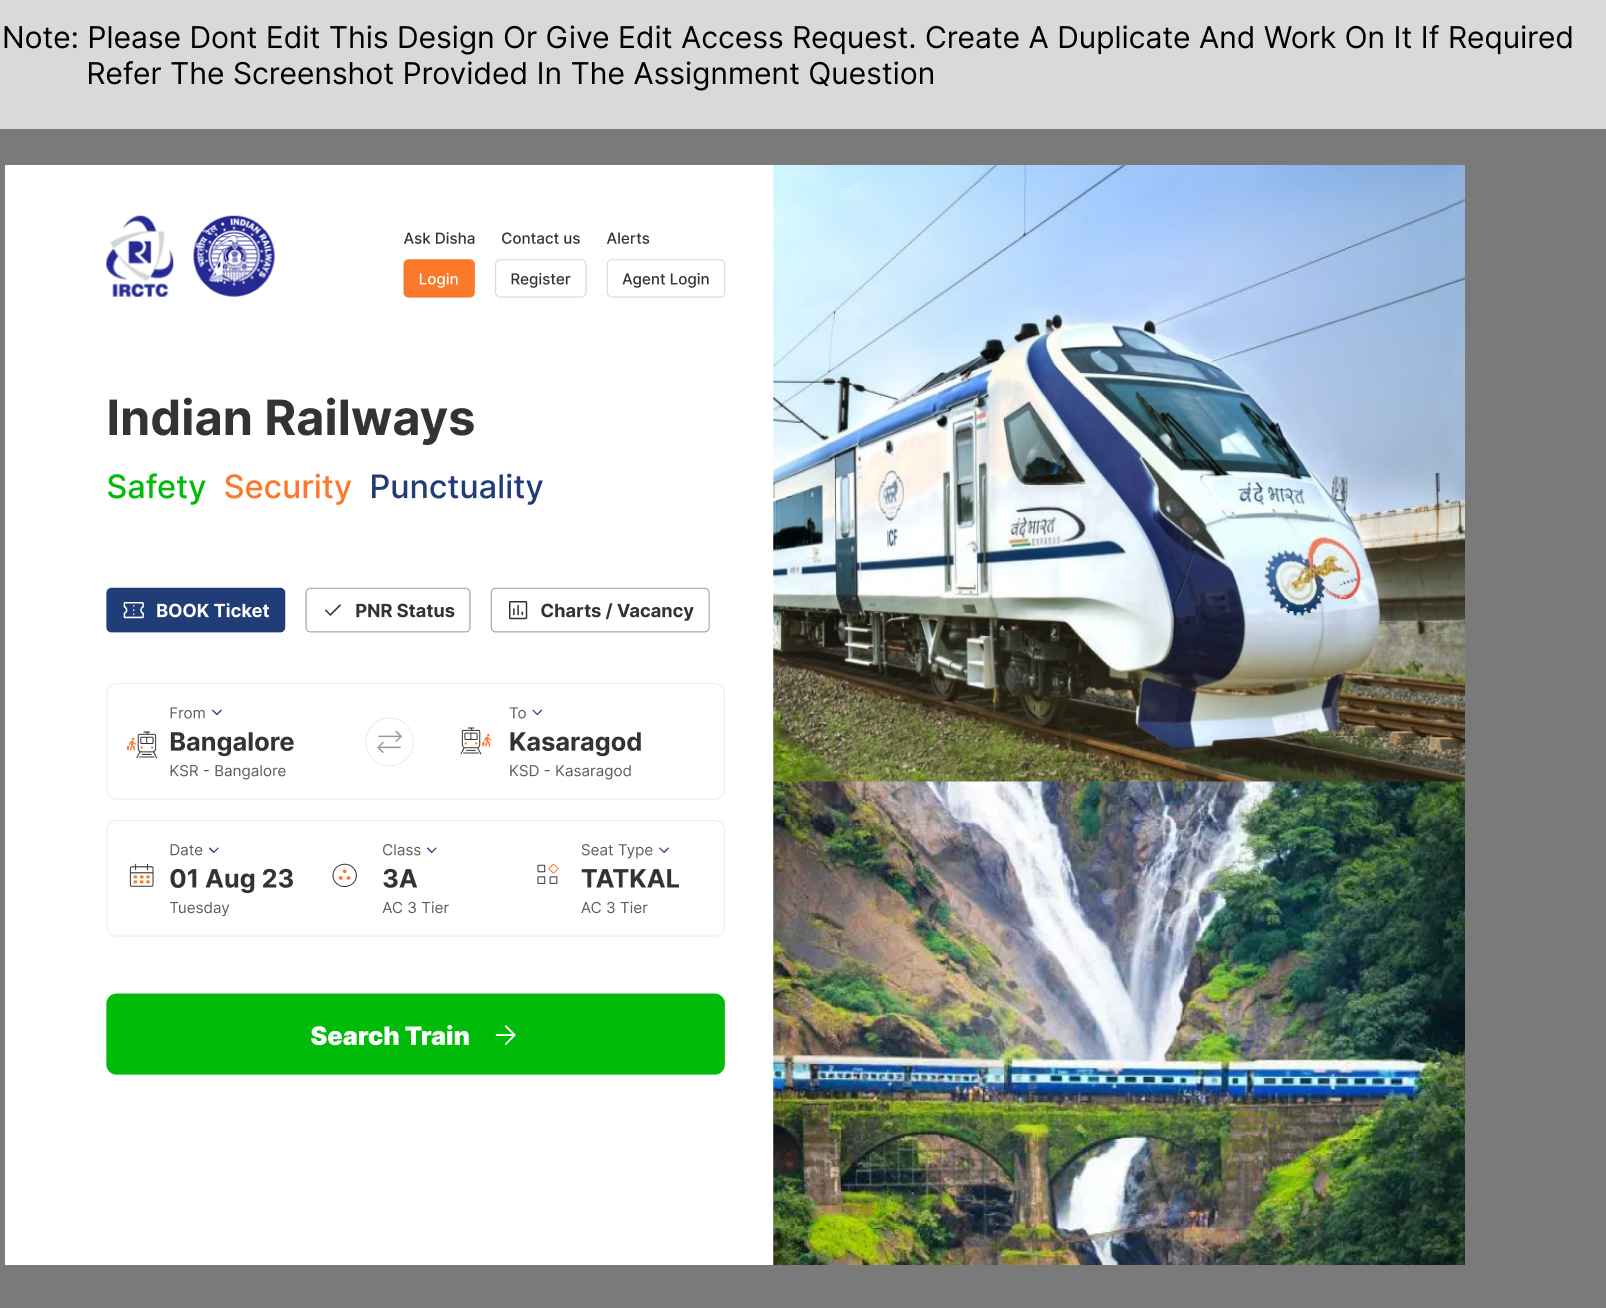 Note: Please Dont Edit This Design Or Give Edit Access Request. Create A Duplicate And Work On It If Required
Refer The Screenshot Provided In The Assignment Question
IRCTC
भारतीय रेल INDIAN RAILWAYS
Ask Disha Contact us Alerts
Login Register Agent Login
Indian Railways
Safety Security Punctuality
BOOK Ticket PNR Status Charts / Vacancy
From To
Bangalore Kasaragod
KSR - Bangalore KSD - Kasaragod
Date Class Seat Type
01 Aug 23 3A TATKAL
Tuesday AC 3 Tier AC 3 Tier
Search Train
वंदे भारत
ICF
वंदे भारत
EXPRESS